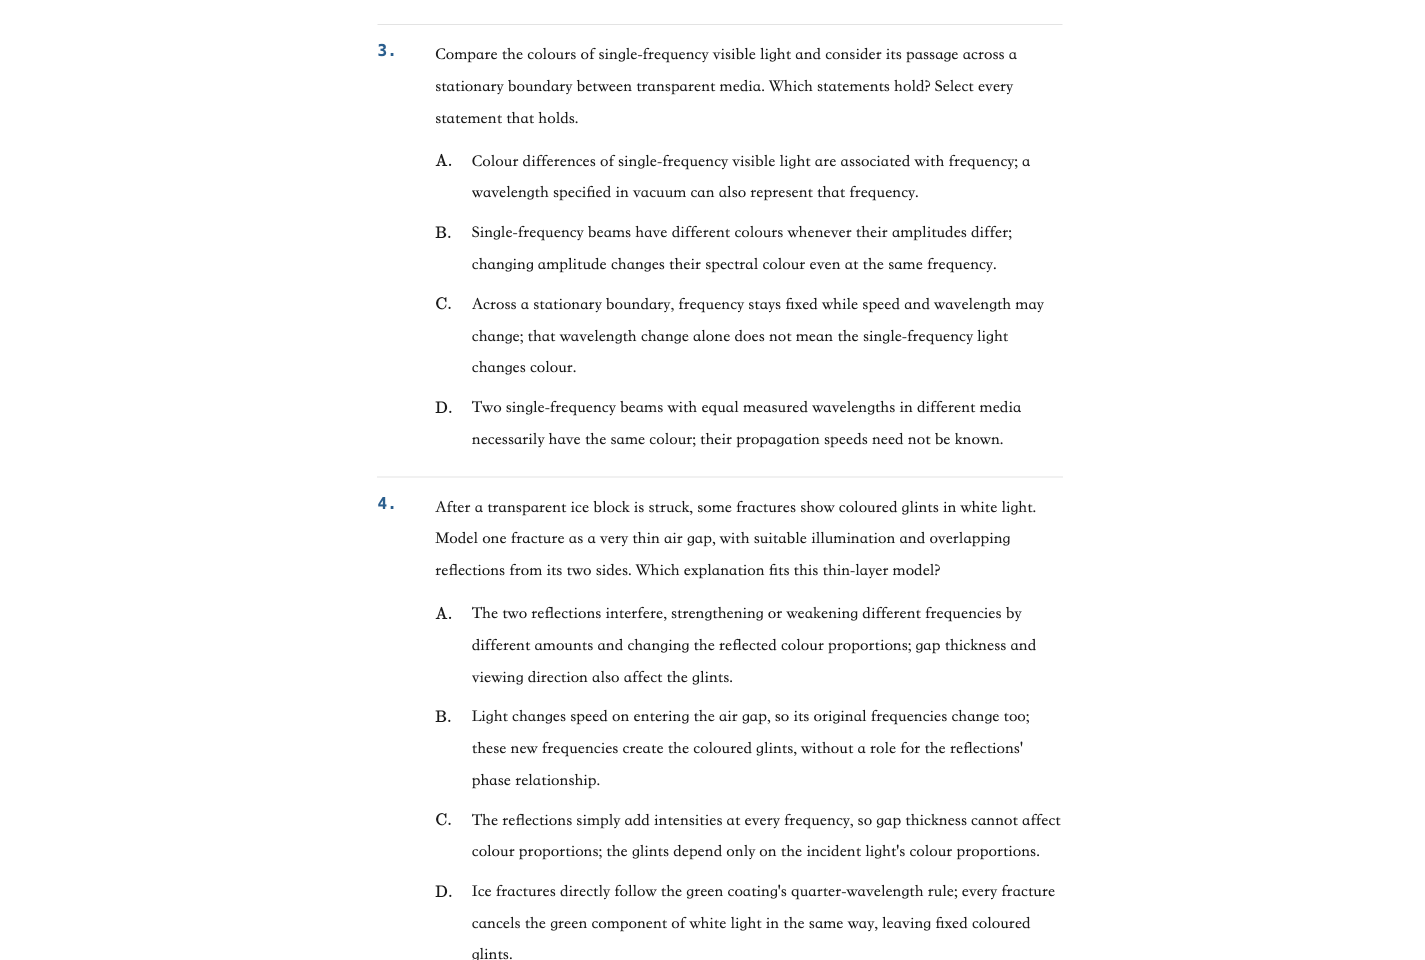 3.
Compare the colours of single-frequency visible light and consider its passage across a
stationary boundary between transparent media. Which statements hold? Select every
statement that holds.
A. Colour differences of single-frequency visible light are associated with frequency; a
wavelength specified in vacuum can also represent that frequency.
B. Single-frequency beams have different colours whenever their amplitudes differ;
changing amplitude changes their spectral colour even at the same frequency.
C. Across a stationary boundary, frequency stays fixed while speed and wavelength may
change; that wavelength change alone does not mean the single-frequency light
changes colour.
D. Two single-frequency beams with equal measured wavelengths in different media
necessarily have the same colour; their propagation speeds need not be known.
4.
After a transparent ice block is struck, some fractures show coloured glints in white light.
Model one fracture as a very thin air gap, with suitable illumination and overlapping
reflections from its two sides. Which explanation fits this thin-layer model?
A. The two reflections interfere, strengthening or weakening different frequencies by
different amounts and changing the reflected colour proportions; gap thickness and
viewing direction also affect the glints.
B. Light changes speed on entering the air gap, so its original frequencies change too;
these new frequencies create the coloured glints, without a role for the reflections'
phase relationship.
C. The reflections simply add intensities at every frequency, so gap thickness cannot affect
colour proportions; the glints depend only on the incident light's colour proportions.
D. Ice fractures directly follow the green coating's quarter-wavelength rule; every fracture
cancels the green component of white light in the same way, leaving fixed coloured
glints.